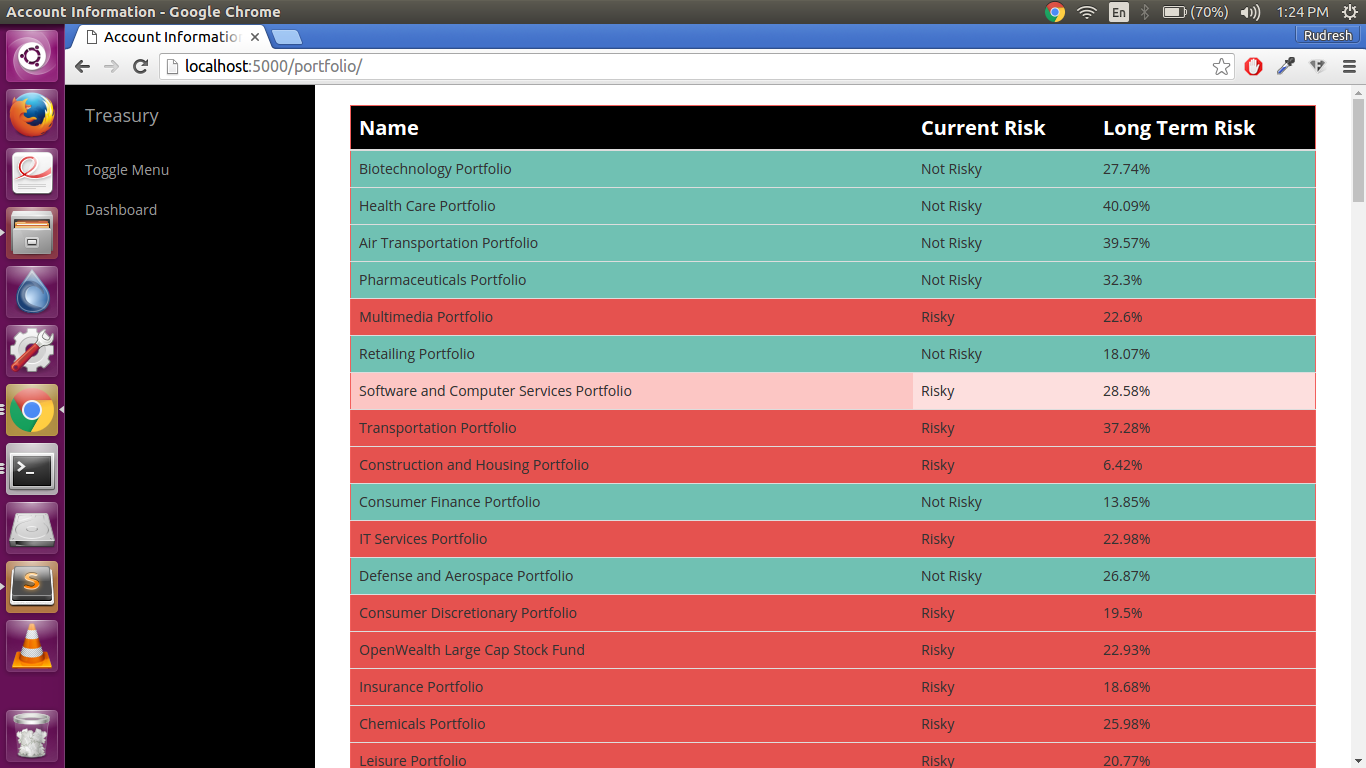 Account Information - Google Chrome
En (70%) 1:24 PM
Account Information
Rudresh
localhost:5000/portfolio/
Treasury
Toggle Menu
Dashboard
Name Current Risk Long Term Risk
Biotechnology Portfolio Not Risky 27.74%
Health Care Portfolio Not Risky 40.09%
Air Transportation Portfolio Not Risky 39.57%
Pharmaceuticals Portfolio Not Risky 32.3%
Multimedia Portfolio Risky 22.6%
Retailing Portfolio Not Risky 18.07%
Software and Computer Services Portfolio Risky 28.58%
Transportation Portfolio Risky 37.28%
Construction and Housing Portfolio Risky 6.42%
Consumer Finance Portfolio Not Risky 13.85%
IT Services Portfolio Risky 22.98%
Defense and Aerospace Portfolio Not Risky 26.87%
Consumer Discretionary Portfolio Risky 19.5%
OpenWealth Large Cap Stock Fund Risky 22.93%
Insurance Portfolio Risky 18.68%
Chemicals Portfolio Risky 25.98%
Leisure Portfolio Risky 20.77%